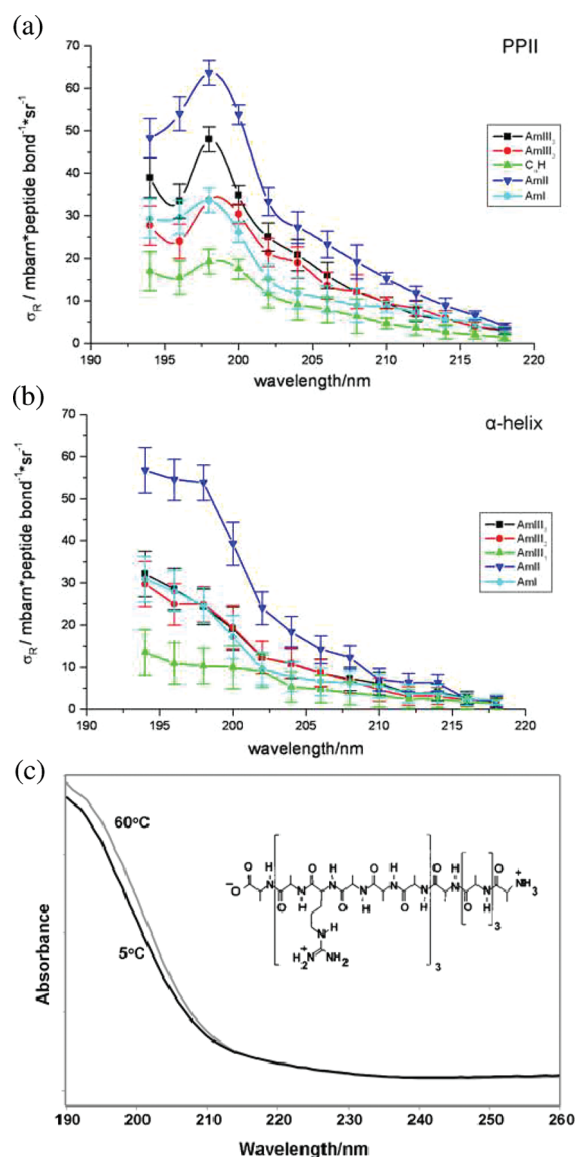 (a)
PPII
70
60
50
40
30
20
10
0
σR / mbarn*peptide bond⁻¹*sr⁻¹
AmIII3
AmIII2
CαH
AmII
AmI
190 195 200 205 210 215 220
wavelength/nm
(b)
α-helix
70
60
50
40
30
20
10
0
σR / mbarn*peptide bond⁻¹*sr⁻¹
AmIII3
AmIII2
AmII
AmI
190 195 200 205 210 215 220
wavelength/nm
(c)
60°C
5°C
Absorbance
190 200 210 220 230 240 250 260
Wavelength/nm